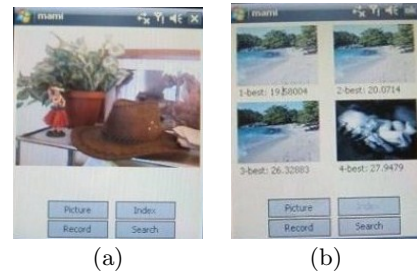 mami
Picture Index
Record Search
(a)
mami
1-best: 19.58004 2-best: 20.0714
3-best: 26.32883 4-best: 27.9479
Picture Index
Record Search
(b)